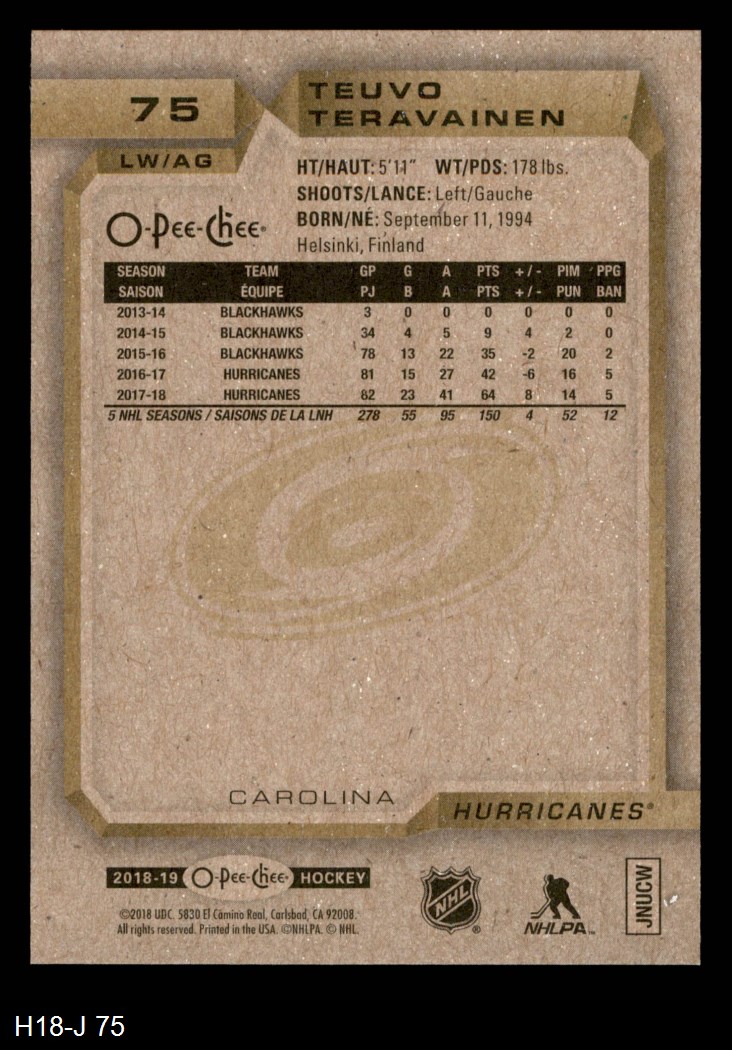 75
TEUVO
TERAVAINEN
LW/AG
HT/HAUT: 5'11" WT/PDS: 178 lbs.
SHOOTS/LANCE: Left/Gauche
BORN/NÉ: September 11, 1994
Helsinki, Finland
O-Pee-Chee®
SEASON TEAM GP G A PTS +/- PIM PPG
SAISON ÉQUIPE PJ B A PTS +/- PUN BAN
2013-14 BLACKHAWKS 3 0 0 0 0 0 0
2014-15 BLACKHAWKS 34 4 5 9 4 2 0
2015-16 BLACKHAWKS 78 13 22 35 -2 20 2
2016-17 HURRICANES 81 15 27 42 -6 16 5
2017-18 HURRICANES 82 23 41 64 8 14 5
5 NHL SEASONS / SAISONS DE LA LNH 278 55 95 150 4 52 12
CAROLINA
HURRICANES®
2018-19 O-Pee-Chee® HOCKEY
©2018 UDC. 5830 El Camino Real, Carlsbad, CA 92008.
All rights reserved. Printed in the USA. ©NHLPA. © NHL.
NHL®
NHLPA™
JNUCW
H18-J 75